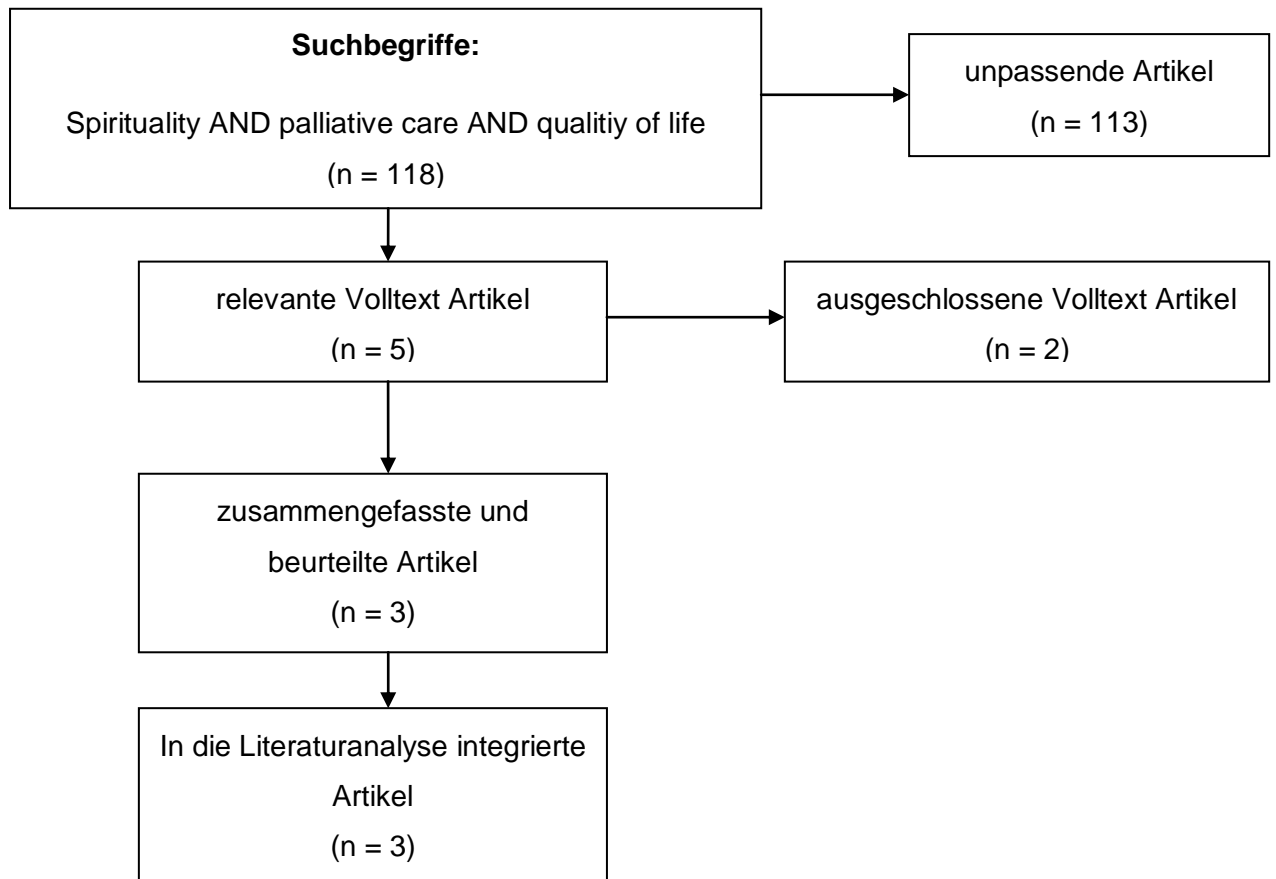 Suchbegriffe:
Spirituality AND palliative care AND qualitiy of life
(n = 118)
unpassende Artikel
(n = 113)
relevante Volltext Artikel
(n = 5)
ausgeschlossene Volltext Artikel
(n = 2)
zusammengefasste und
beurteilte Artikel
(n = 3)
In die Literaturanalyse integrierte
Artikel
(n = 3)